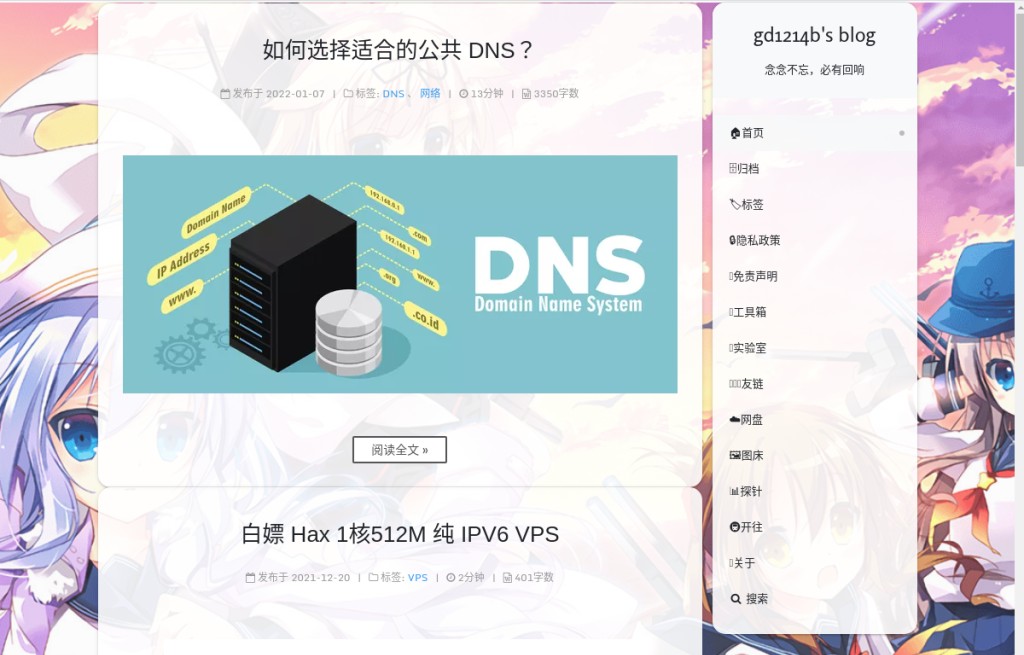 如何选择适合的公共 DNS？
发布于 2022-01-07 | 标签: DNS 、 网络 | 13分钟 | 3350字数
Domain Name
IP Address
www.
192.168.0.1
.com
192.168.1.1
www.
.org
.co.id
DNS
Domain Name System
阅读全文 »
白嫖 Hax 1核512M 纯 IPV6 VPS
发布于 2021-12-20 | 标签: VPS | 2分钟 | 401字数
gd1214b's blog
念念不忘，必有回响
首页
归档
标签
隐私政策
免责声明
工具箱
实验室
友链
网盘
图床
探针
开往
关于
搜索